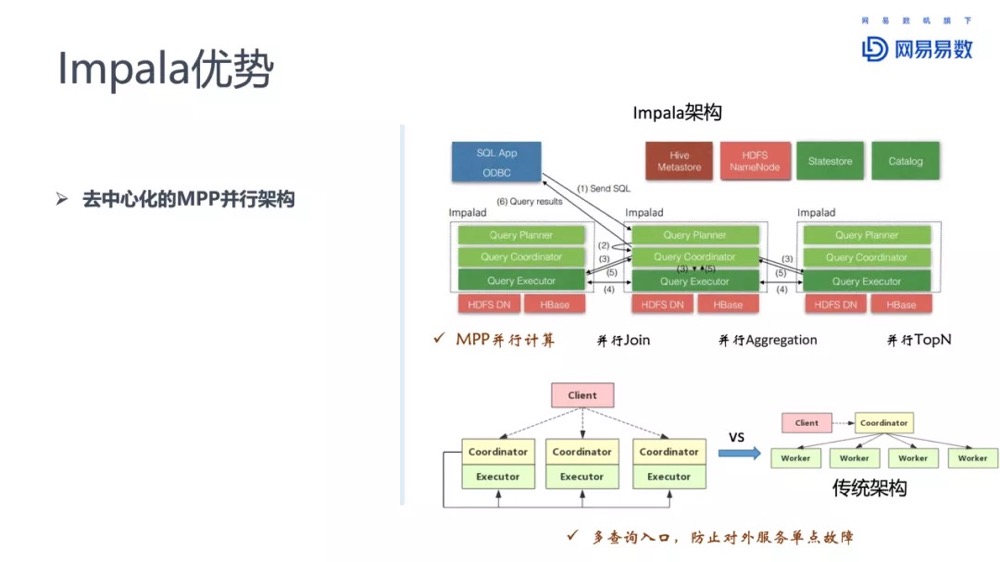 网易数帆旗下
网易易数
Impala优势
➢ 去中心化的MPP并行架构
Impala架构
SQL App
ODBC
Hive
Metastore
HDFS
NameNode
Statestore
Catalog
(1) Send SQL
(6) Query results
Impalad
Impalad
Impalad
Query Planner
Query Planner
Query Planner
(2)
Query Coordinator
Query Coordinator
Query Coordinator
(3)
(3)
(5)
(3)
(5)
(5)
Query Executor
Query Executor
Query Executor
(4)
(4)
HDFS DN
HBase
HDFS DN
HBase
HDFS DN
HBase
✓ MPP并行计算
并行Join
并行Aggregation
并行TopN
Client
Coordinator
Coordinator
Coordinator
Executor
Executor
Executor
VS
Client
Coordinator
Worker
Worker
Worker
Worker
传统架构
✓ 多查询入口，防止对外服务单点故障